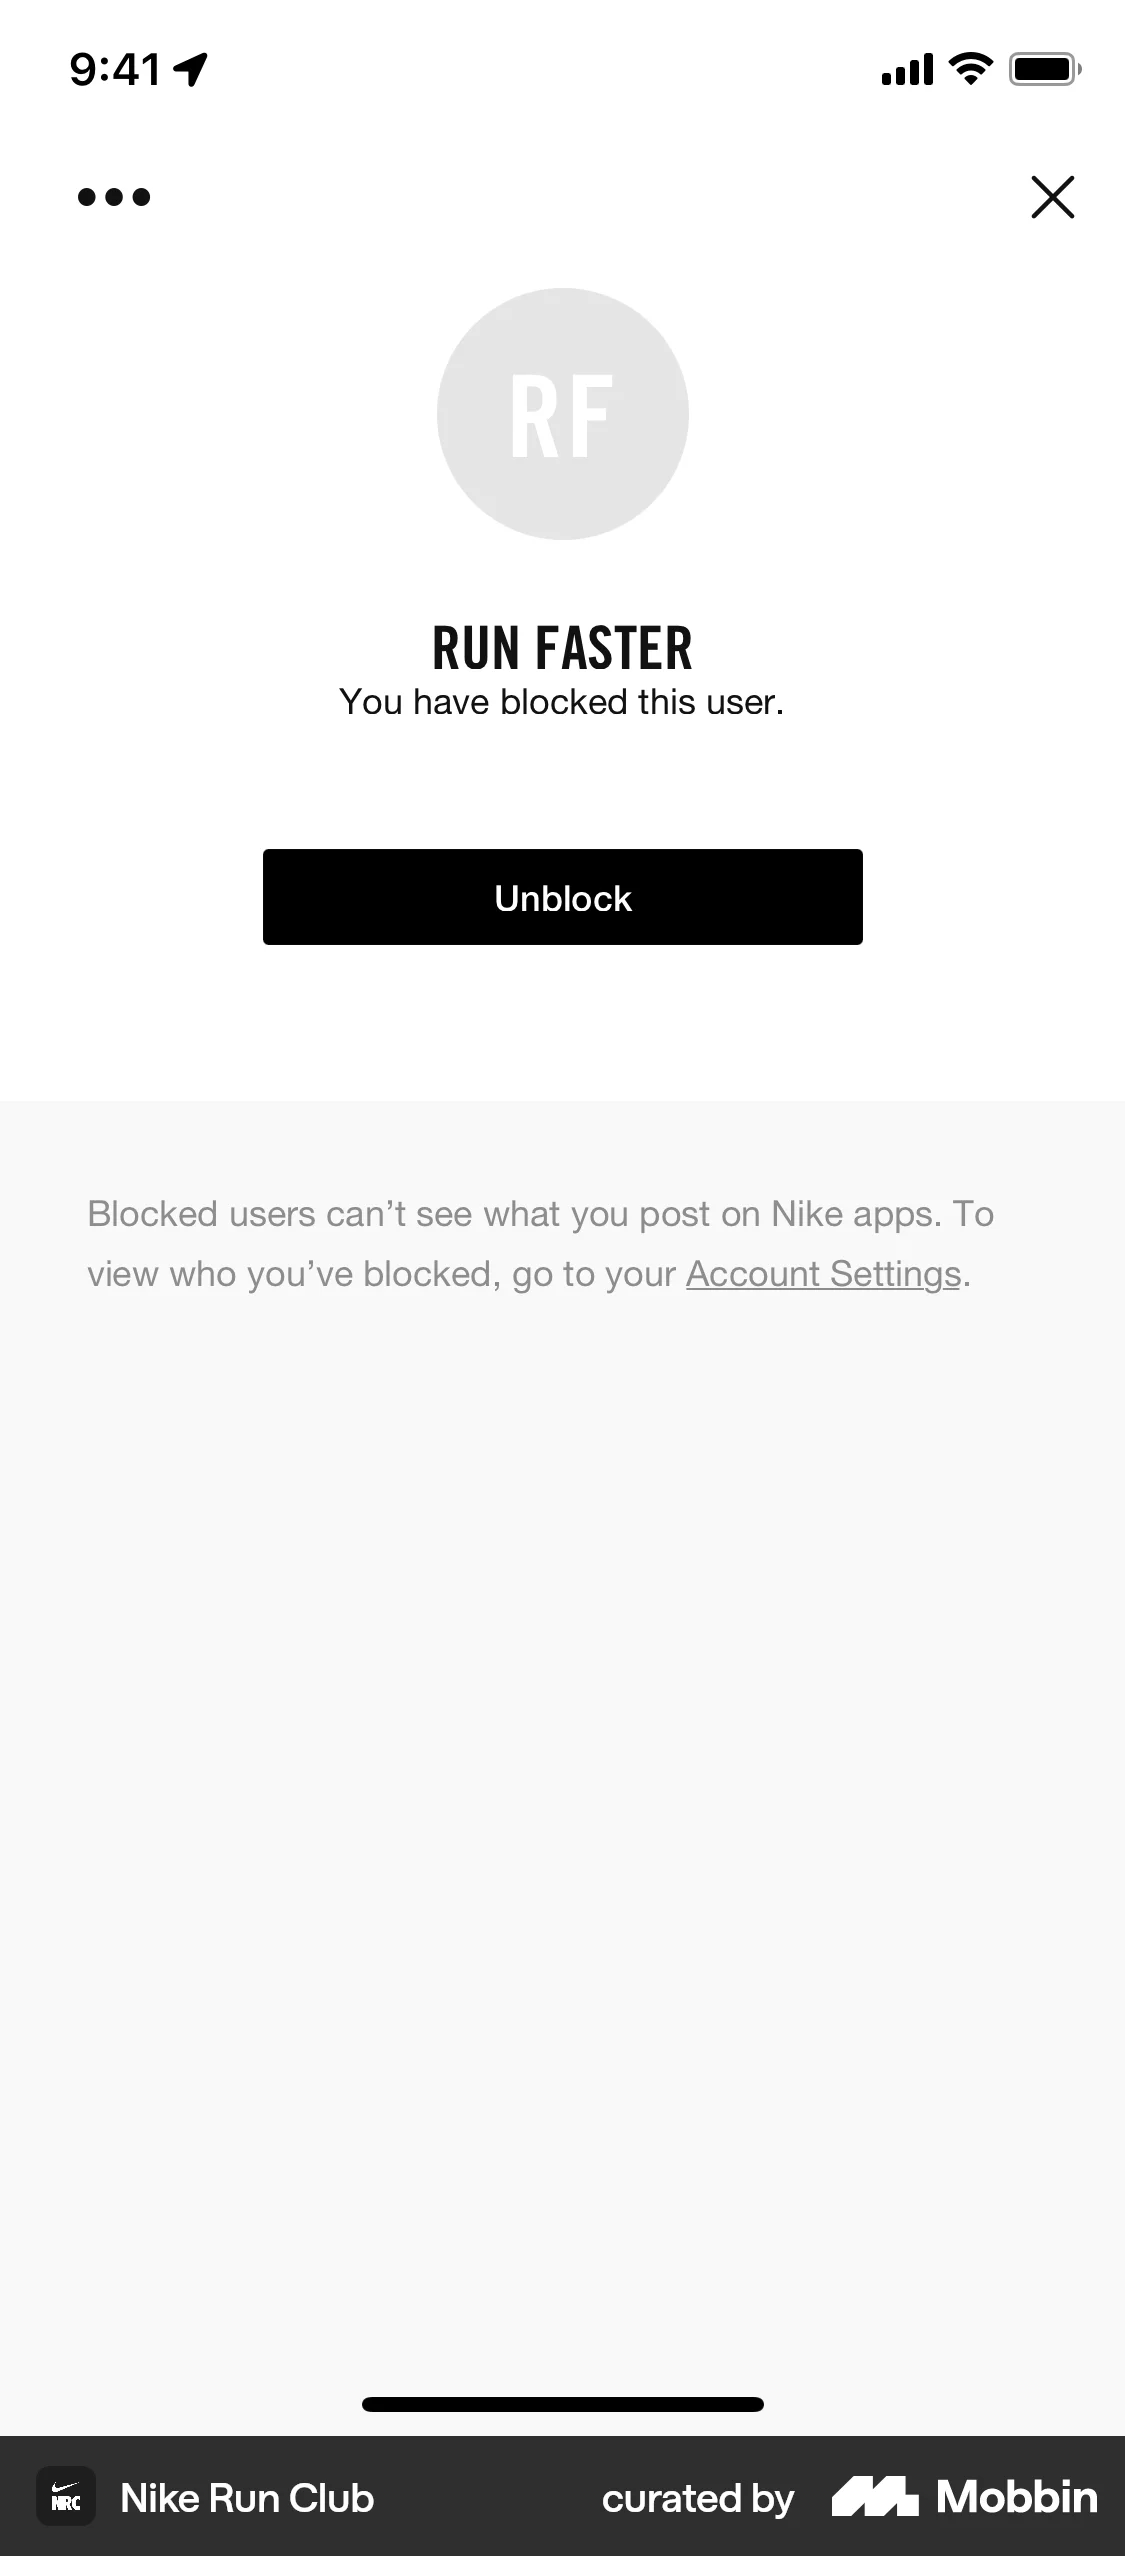 9:41
RF
RUN FASTER
You have blocked this user.
Unblock
Blocked users can’t see what you post on Nike apps. To
view who you’ve blocked, go to your Account Settings.
NRC
Nike Run Club
curated by
Mobbin